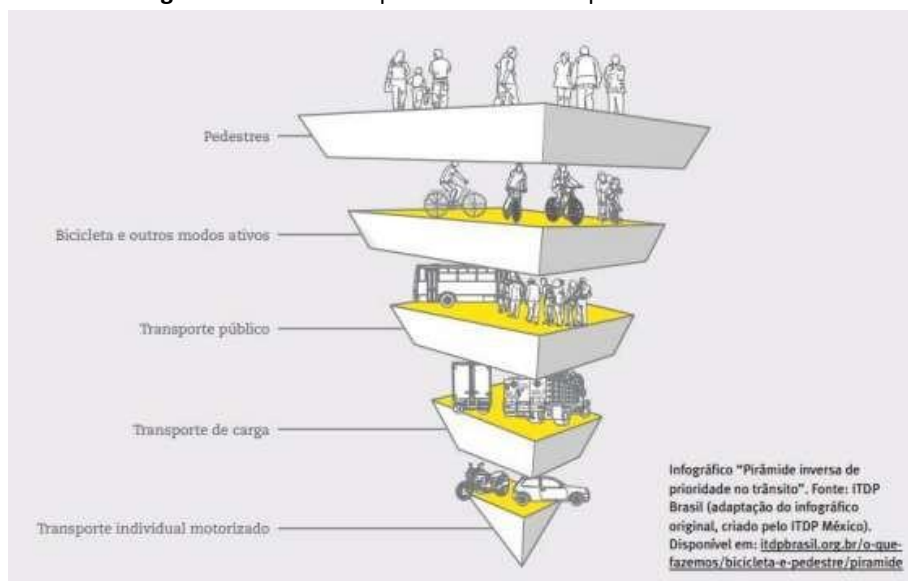 Pedestres
Bicicleta e outros modos ativos
Transporte público
Transporte de carga
Transporte individual motorizado
Infográfico "Pirâmide inversa de
prioridade no trânsito". Fonte: ITDP
Brasil (adaptação do infográfico
original, criado pelo ITDP México).
Disponível em: itdpbrasil.org.br/o-que-
fazemos/bicicleta-e-pedestre/piramide